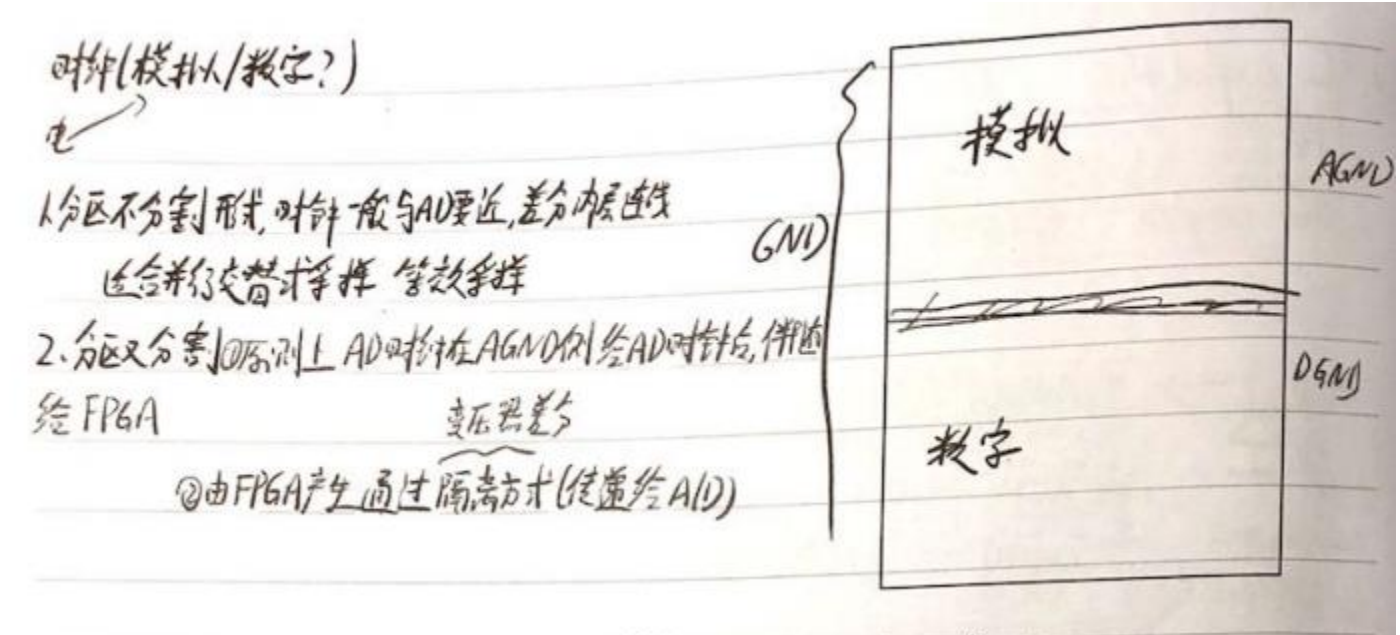 时钟(模拟/数字?)
电
1.分区不分割形式,时钟一般与AD要近,差分内层连线
适合并行交替式采样 等效采样
2.分区又分割①原则上 AD时钟在AGND侧 给AD时钟后,伴随
给FPGA
变压器差分
②由FPGA产生 通过隔离方式(传递给A(D))
GND
模拟
AGND
数字
DGND